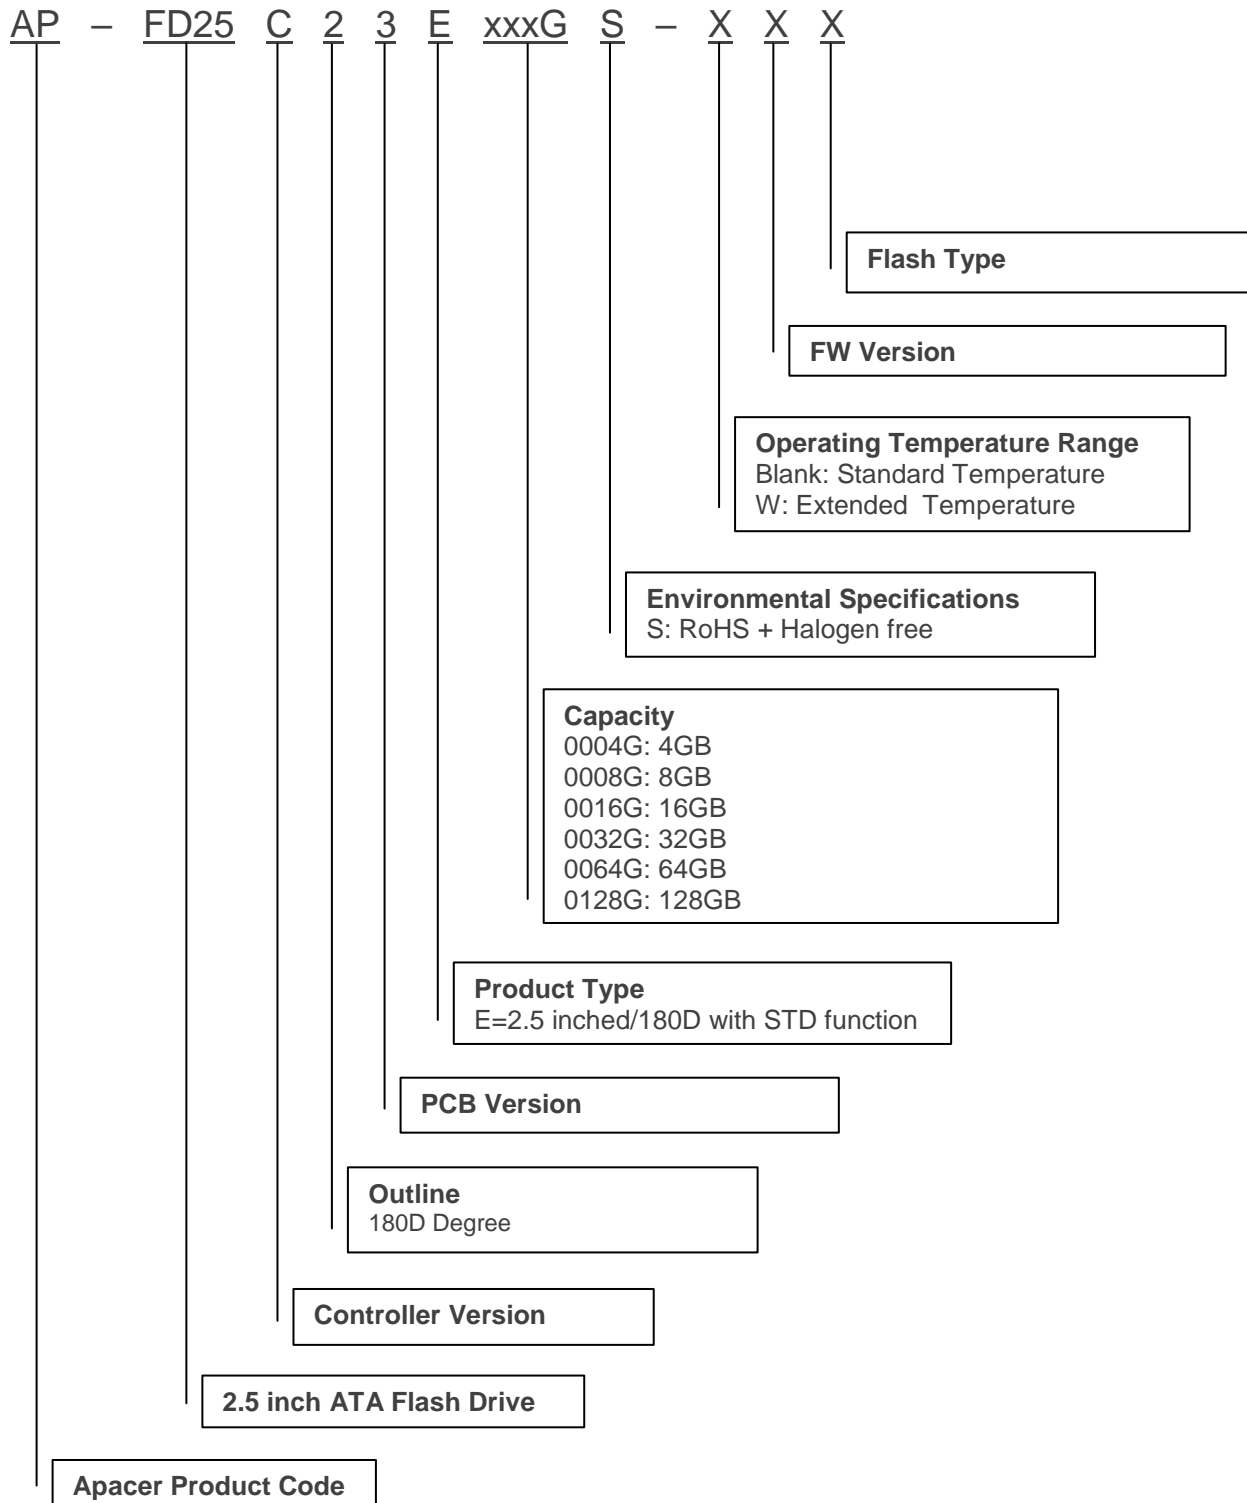 AP – FD25 C 2 3 E xxxG S – X X X
Flash Type
FW Version
Operating Temperature Range
Blank: Standard Temperature
W: Extended Temperature
Environmental Specifications
S: RoHS + Halogen free
Capacity
0004G: 4GB
0008G: 8GB
0016G: 16GB
0032G: 32GB
0064G: 64GB
0128G: 128GB
Product Type
E=2.5 inched/180D with STD function
PCB Version
Outline
180D Degree
Controller Version
2.5 inch ATA Flash Drive
Apacer Product Code